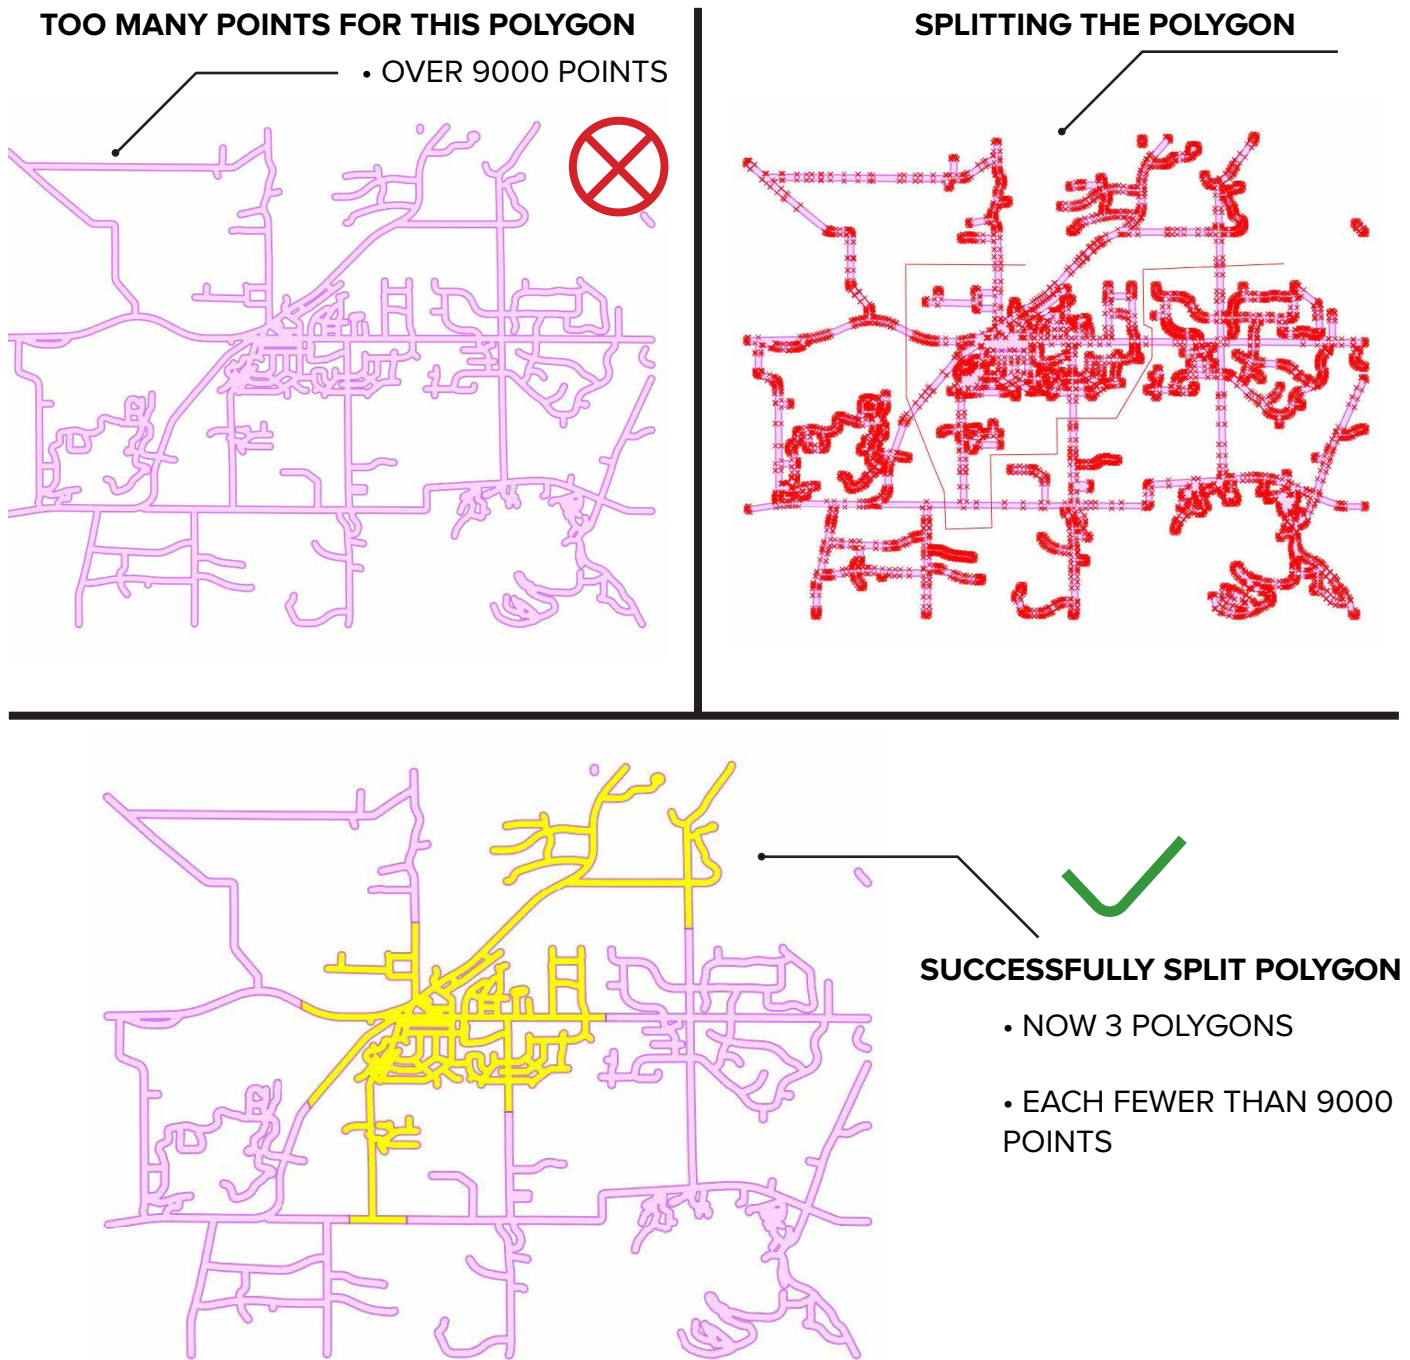 TOO MANY POINTS FOR THIS POLYGON
• OVER 9000 POINTS
SPLITTING THE POLYGON
SUCCESSFULLY SPLIT POLYGON
• NOW 3 POLYGONS
• EACH FEWER THAN 9000
POINTS